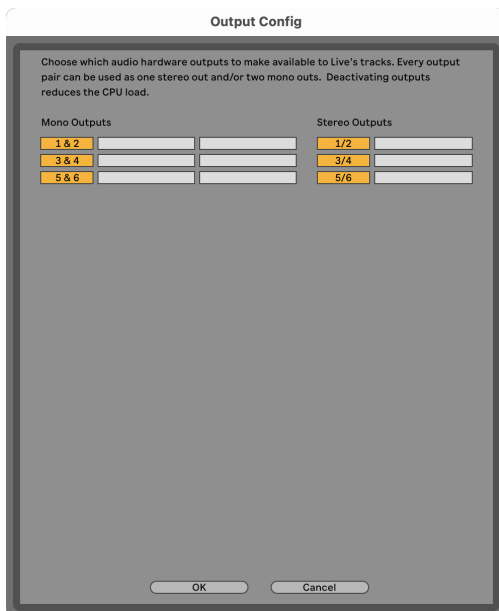 Output Config
Choose which audio hardware outputs to make available to Live's tracks. Every output
pair can be used as one stereo out and/or two mono outs.  Deactivating outputs
reduces the CPU load.
Mono Outputs
Stereo Outputs
1 & 2
1/2
3 & 4
3/4
5 & 6
5/6
OK
Cancel